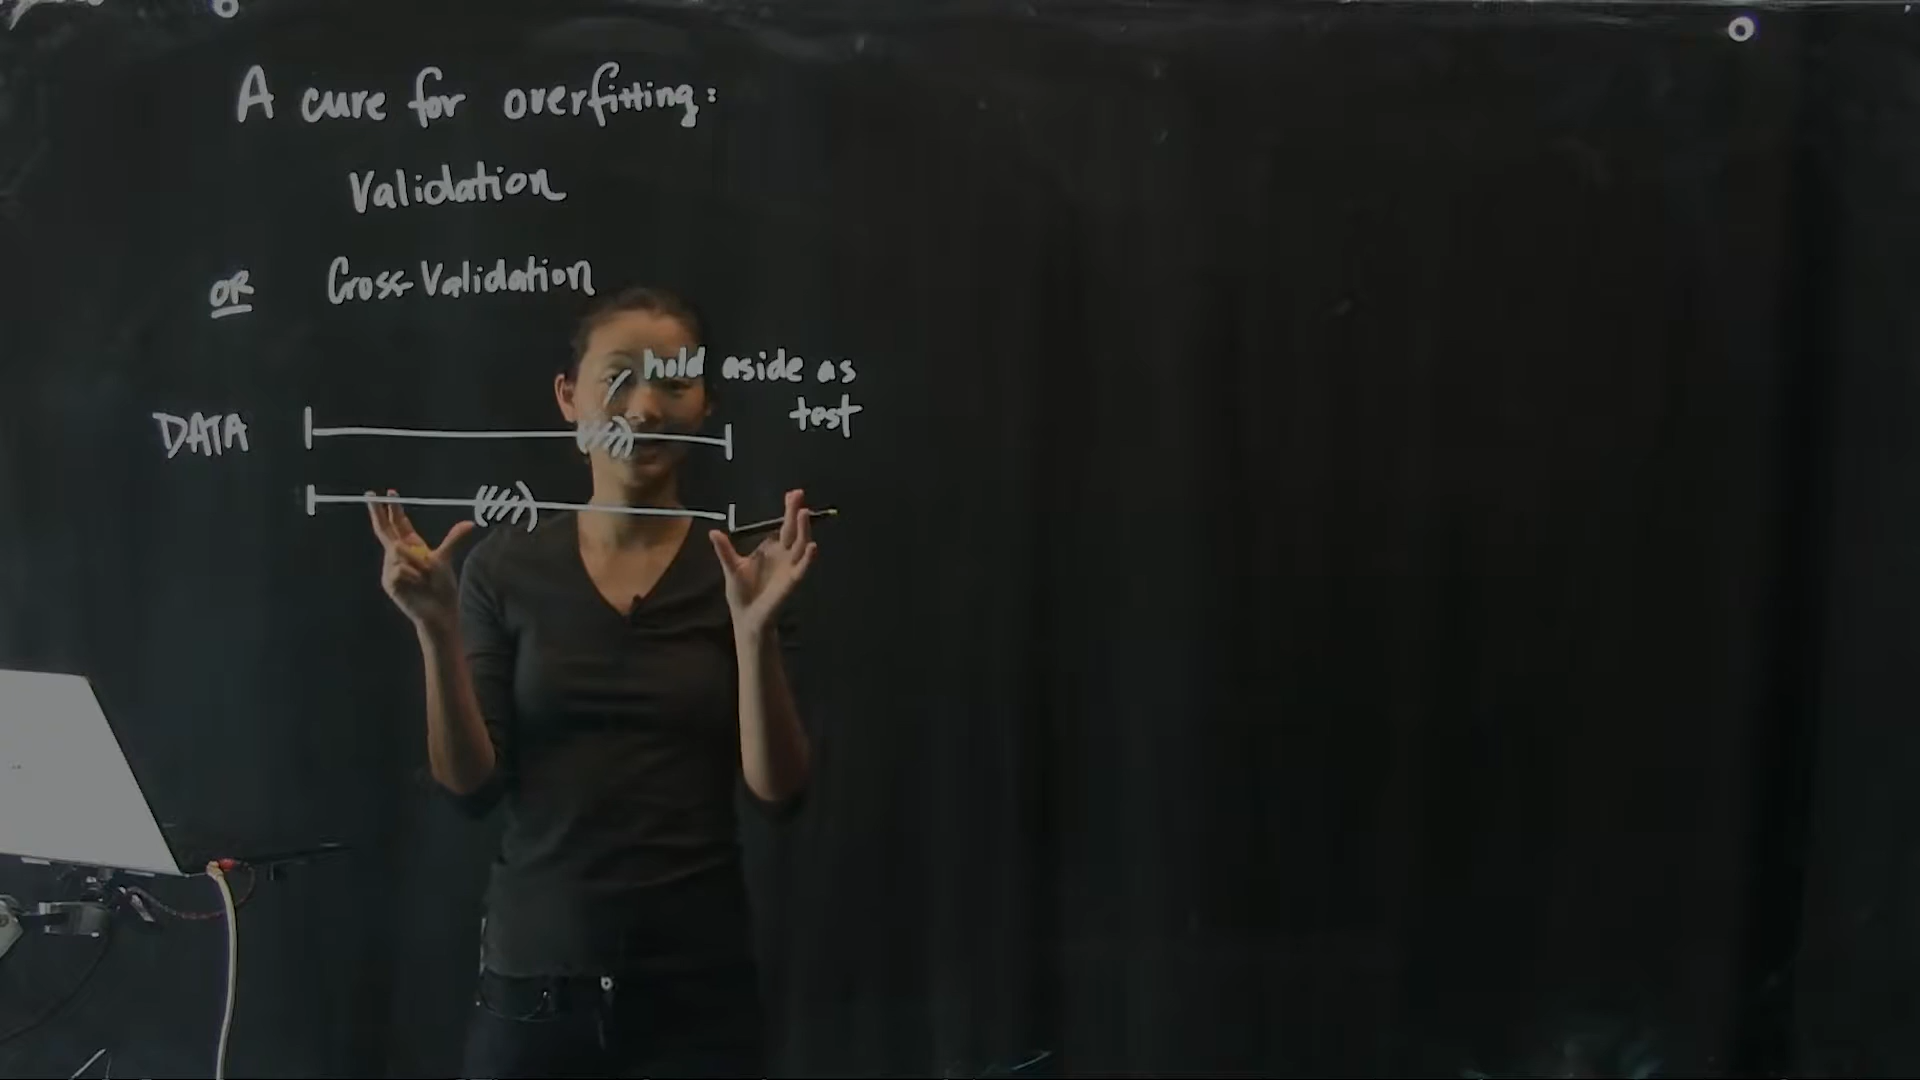 A cure for overfitting:
Validation
OR Cross-Validation
hold aside as
test
DATA